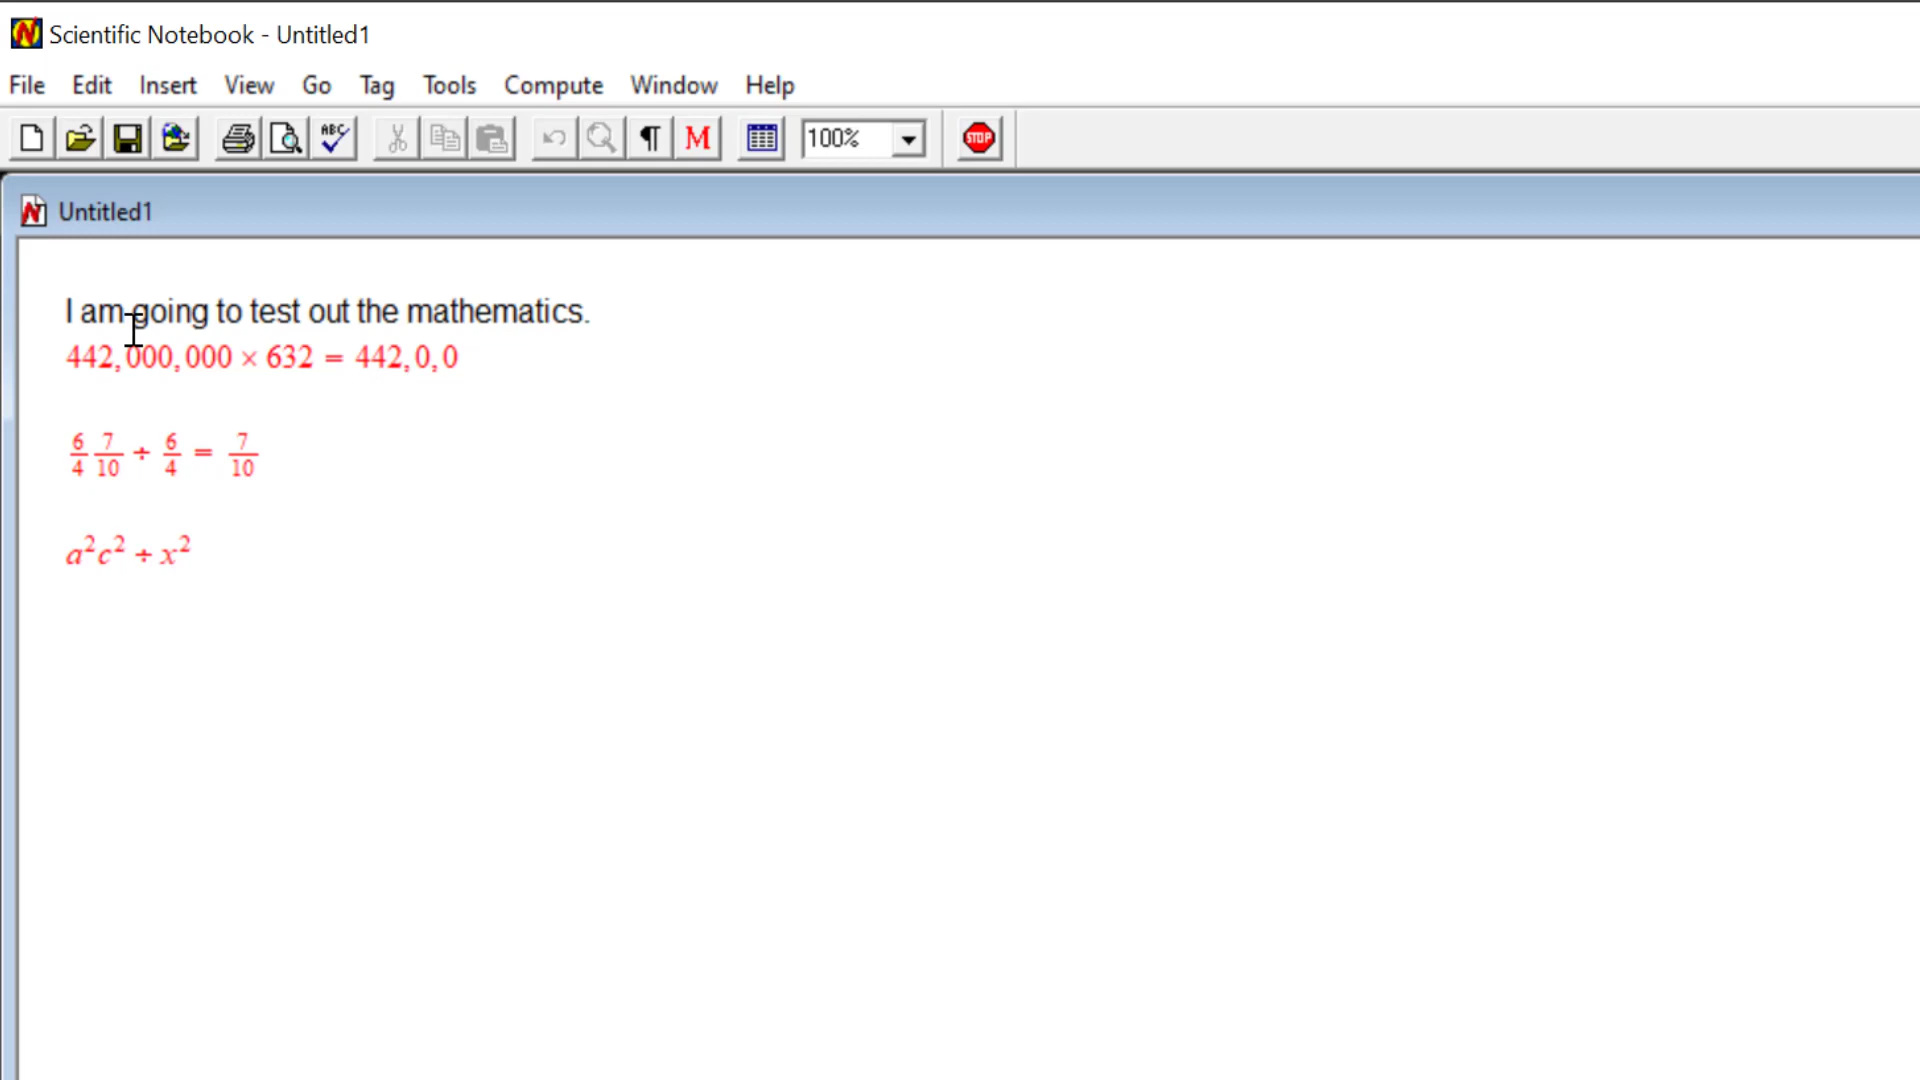 Scientific Notebook - Untitled1
File Edit Insert View Go Tag Tools Compute Window Help
ABC M 100% STOP
Untitled1
I am going to test out the mathematics.
442,000,000 × 632 = 442,0,0
6/4 7/10 ÷ 6/4 = 7/10
a²c² ÷ x²